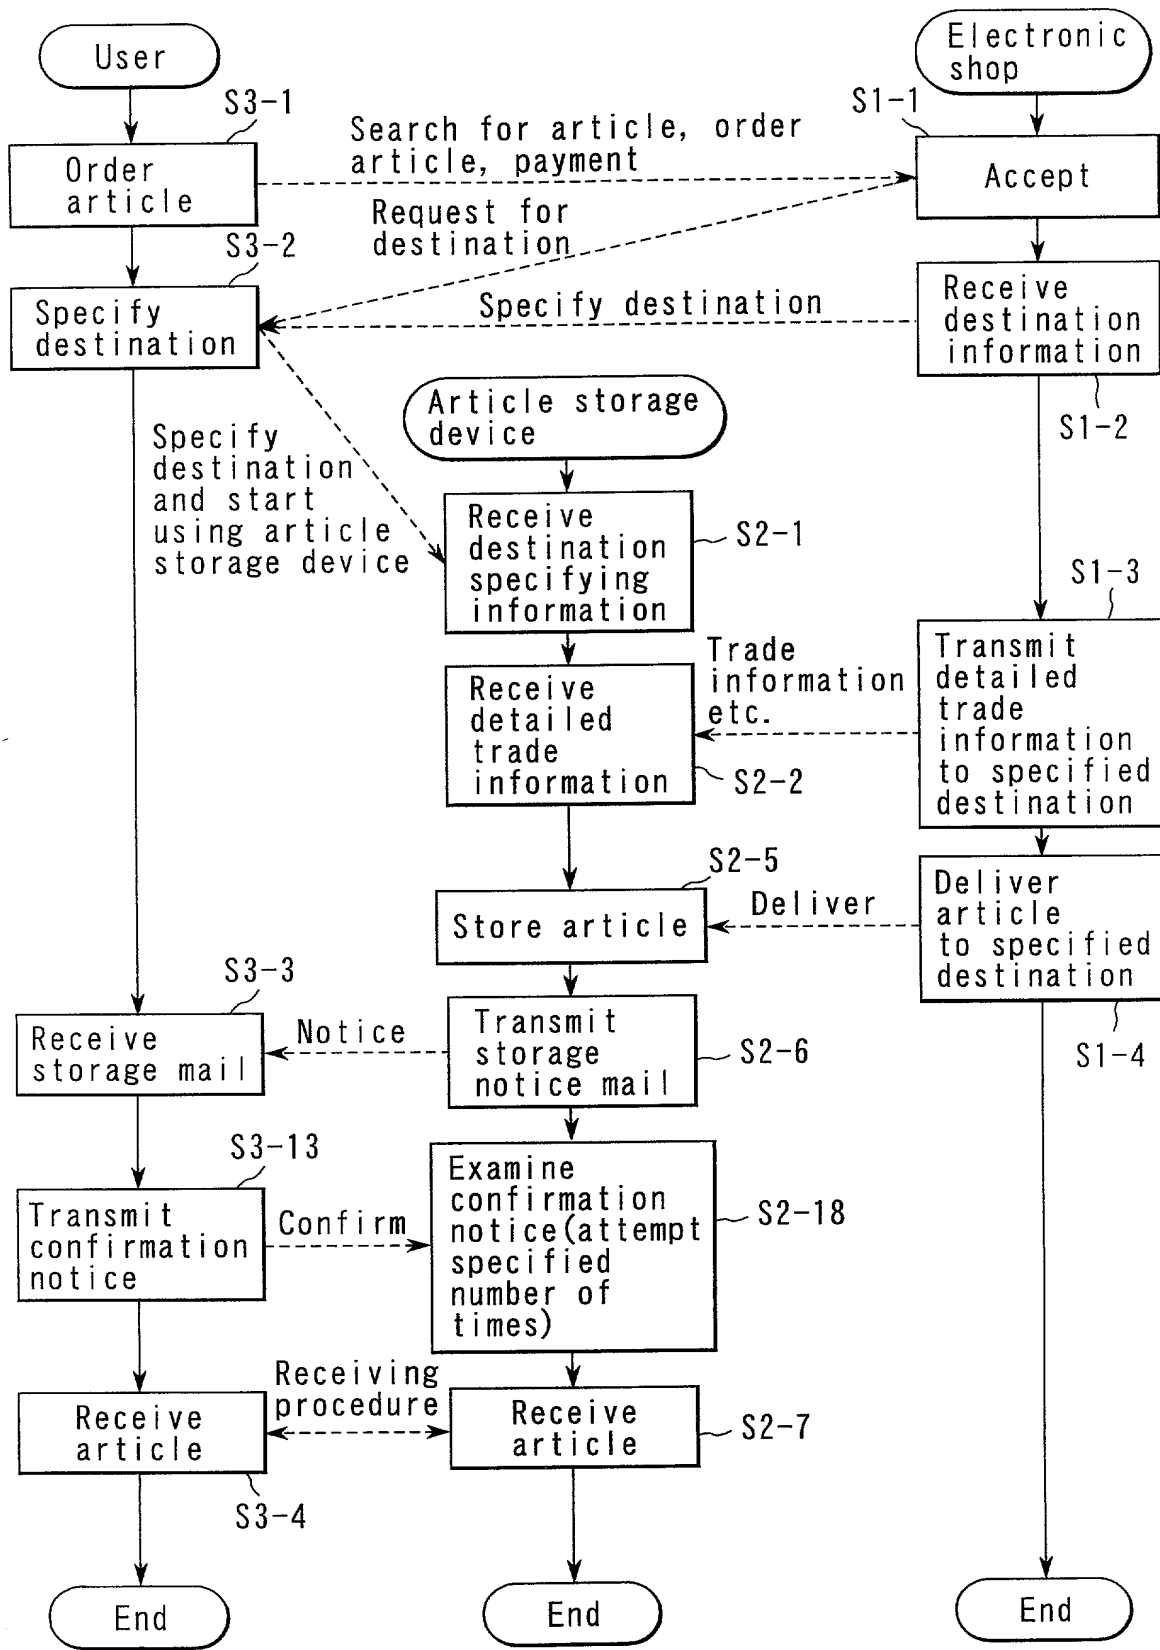 User
Electronic
shop
S3-1
S1-1
Search for article, order
article, payment
Order
article
Accept
Request for
destination
S3-2
Specify
destination
Specify destination
Receive
destination
information
S1-2
Article storage
device
Specify
destination
and start
using article
storage device
Receive
destination
specifying
information
S2-1
S1-3
Trade
information
etc.
Transmit
detailed
trade
information
to specified
destination
Receive
detailed
trade
information
S2-2
S2-5
Store article
Deliver
Deliver
article
to specified
destination
S1-4
S3-3
Receive
storage mail
Notice
Transmit
storage
notice mail
S2-6
S3-13
Transmit
confirmation
notice
Confirm
Examine
confirmation
notice(attempt
specified
number of
times)
S2-18
Receiving
procedure
Receive
article
S3-4
Receive
article
S2-7
End
End
End